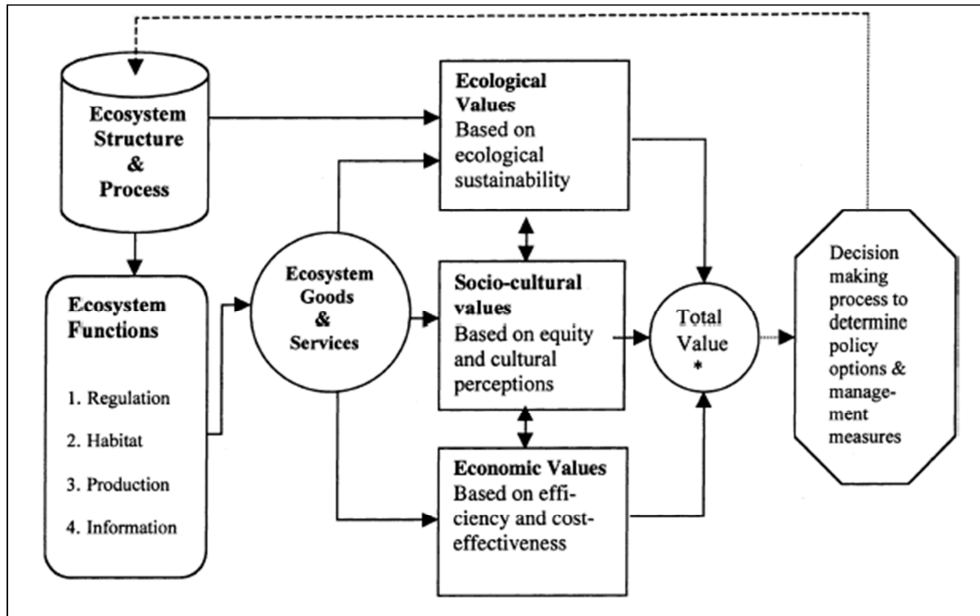 Ecosystem
Structure
&
Process
Ecosystem
Functions
1. Regulation
2. Habitat
3. Production
4. Information
Ecosystem
Goods
&
Services
Ecological
Values
Based on
ecological
sustainability
Socio-cultural
values
Based on equity
and cultural
perceptions
Economic Values
Based on effi-
ciency and cost-
effectiveness
Total
Value
*
Decision
making
process to
determine
policy
options &
manage-
ment
measures